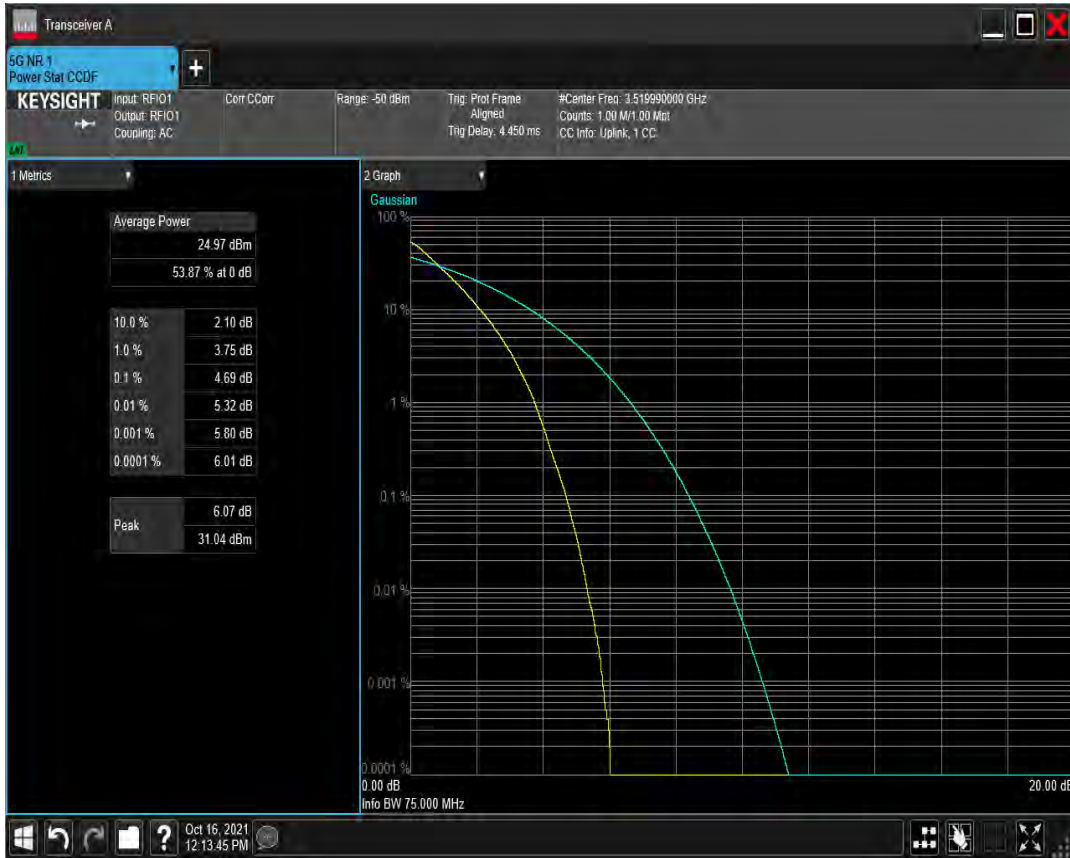 Transceiver A
5G NR 1
Power Stat CCDF
+
KEYSIGHT
Input: RFIO1
Output: RFIO1
Coupling: AC
Corr CCorr
Range: -50 dBm
Trig: Prot Frame
Aligned
Trig Delay: 4.450 ms
#Center Freq: 3.519990000 GHz
Counts: 1.00 M/1.00 Mpt
CC Info: Uplink, 1 CC
1 Metrics
Average Power
24.97 dBm
53.87 % at 0 dB
10.0 % 2.10 dB
1.0 % 3.75 dB
0.1 % 4.69 dB
0.01 % 5.32 dB
0.001 % 5.80 dB
0.0001 % 6.01 dB
Peak
6.07 dB
31.04 dBm
2 Graph
Gaussian
100 %
10 %
1 %
0.1 %
0.01 %
0.001 %
0.0001 %
0.00 dB
20.00 dB
Info BW 75.000 MHz
?
Oct 16, 2021
12:13:45 PM